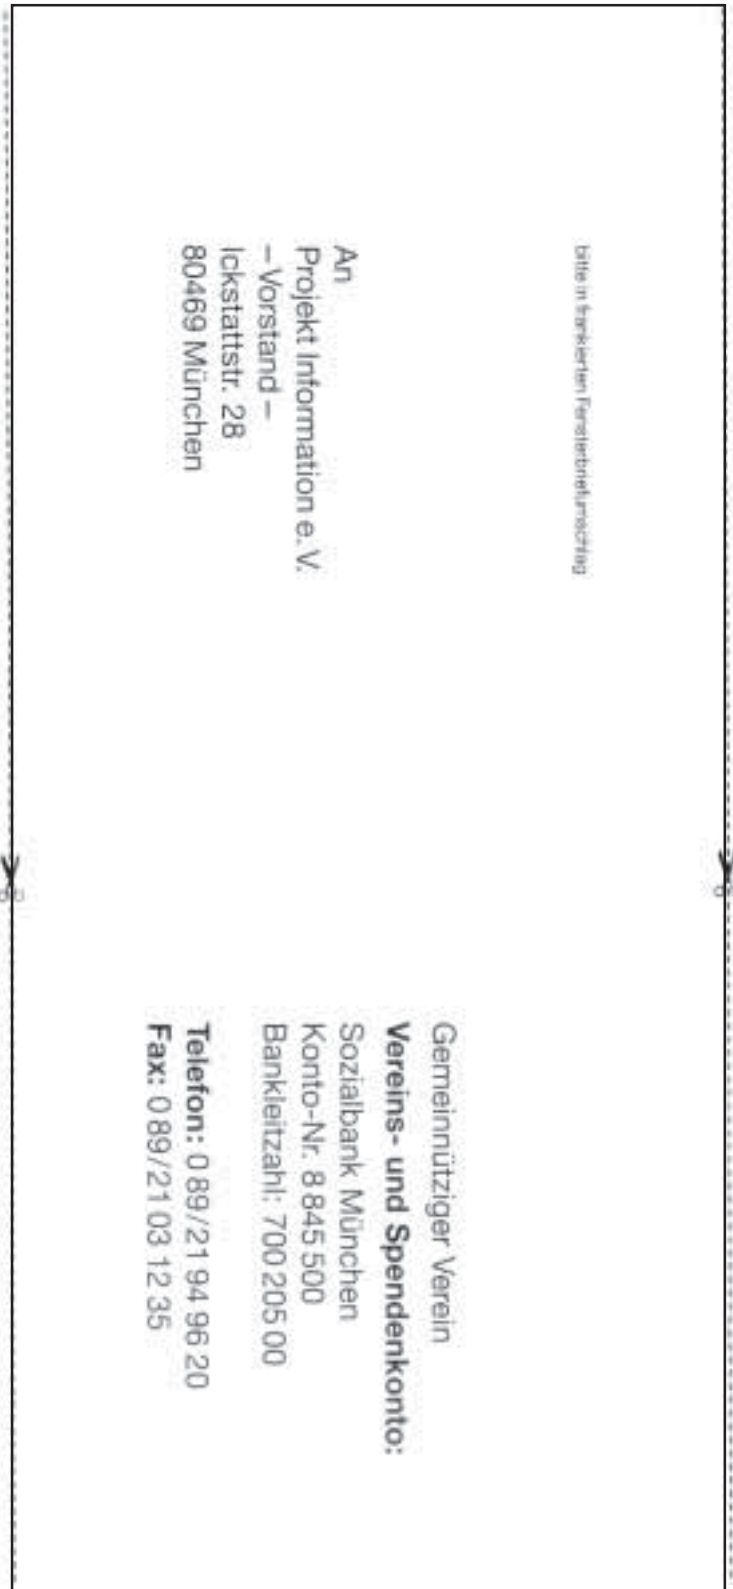 bitte in frankierten Fensterbriefumschlag
An
Projekt Information e. V.
– Vorstand –
Ickstattstr. 28
80469 München
Gemeinnütziger Verein
Vereins- und Spendenkonto:
Sozialbank München
Konto-Nr. 8 845 500
Bankleitzahl: 700 205 00
Telefon: 0 89/21 94 96 20
Fax: 0 89/21 03 12 35